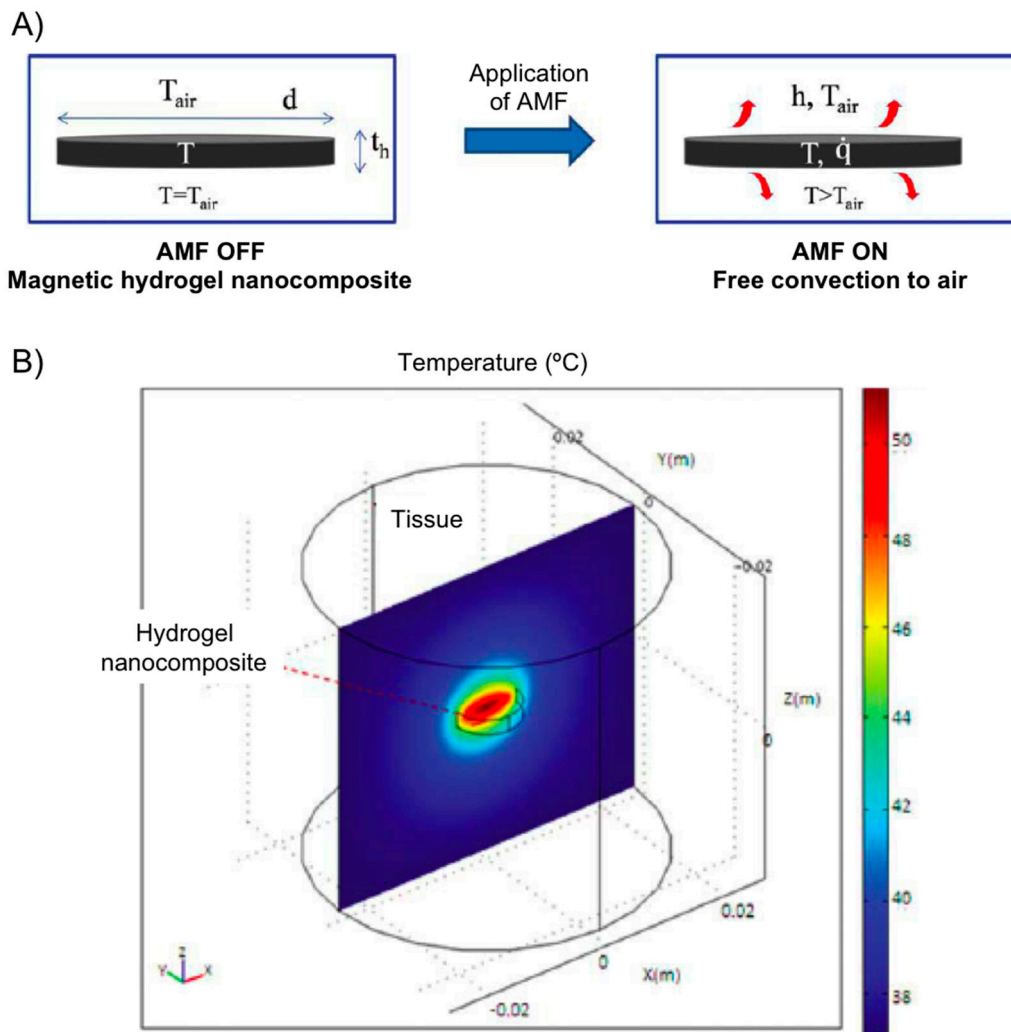 A)
T_air
d
t_h
T
T=T_air
AMF OFF
Magnetic hydrogel nanocomposite
Application
of AMF
h, T_air
T, q̇
T>T_air
AMF ON
Free convection to air
B)
Temperature (ºC)
0.02
Y(m)
0
-0.02
Tissue
Hydrogel
nanocomposite
Z(m)
0
0.02
X(m)
0
-0.02
Z
Y
X
50
48
46
44
42
40
38